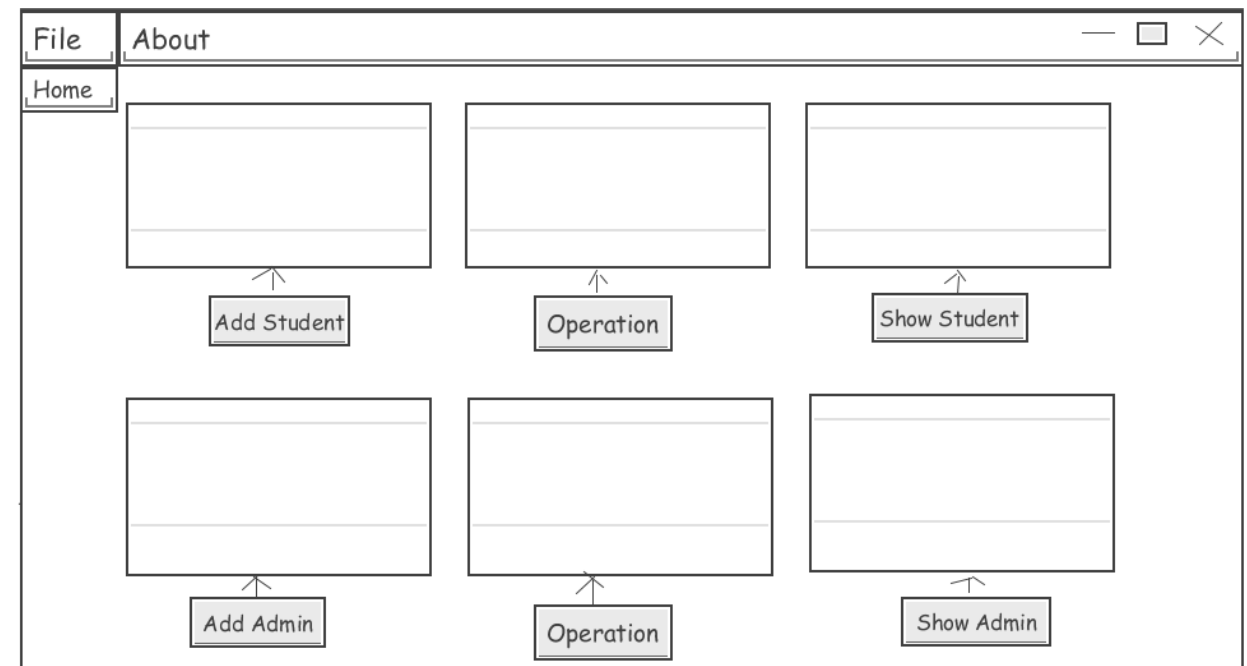 File
About
Home
Add Student
Operation
Show Student
Add Admin
Operation
Show Admin